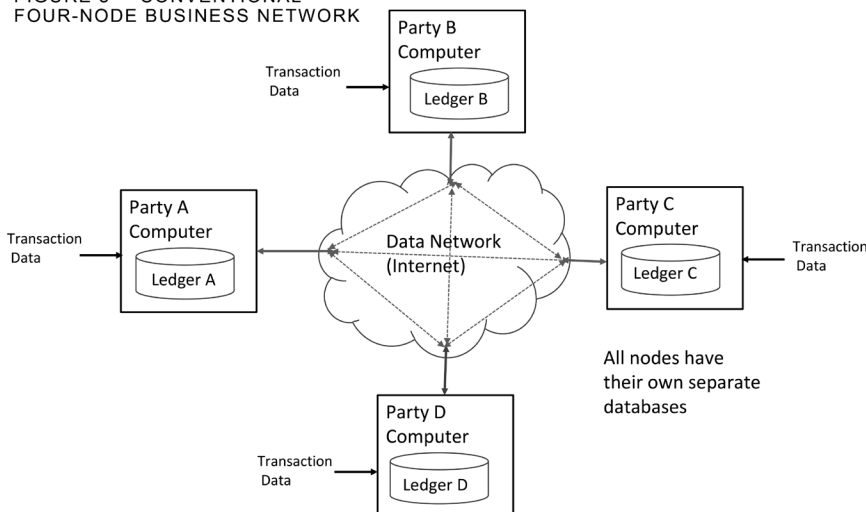 FOUR-NODE BUSINESS NETWORK
Party B
Computer
Ledger B
Transaction
Data
Party A
Computer
Ledger A
Transaction
Data
Data Network
(Internet)
Party C
Computer
Ledger C
Transaction
Data
All nodes have
their own separate
databases
Party D
Computer
Ledger D
Transaction
Data